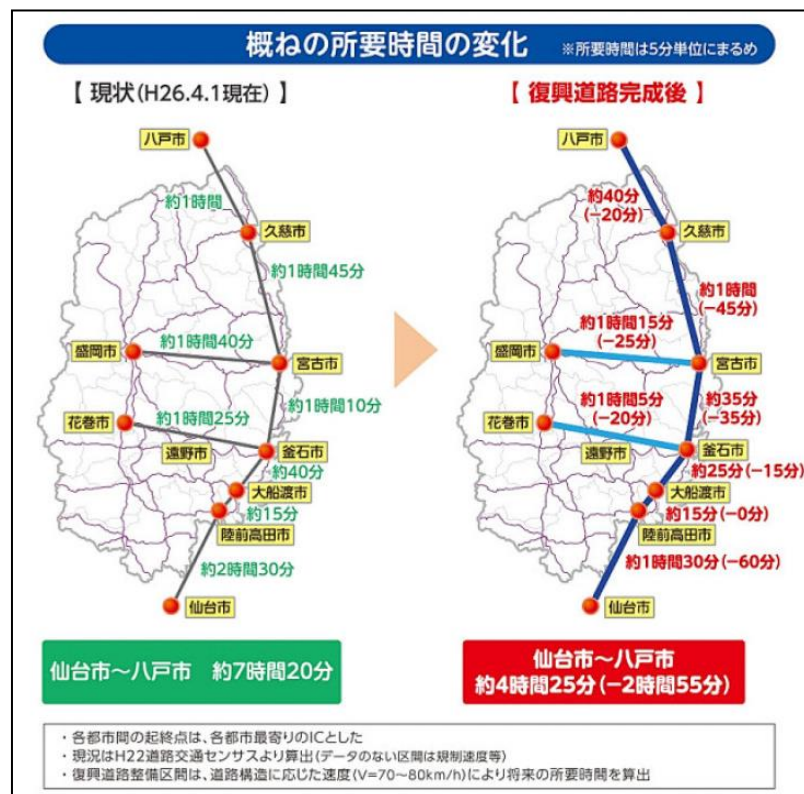 概ねの所要時間の変化 ※所要時間は5分単位にまるめ
【 現状(H26.4.1現在) 】
八戸市
約1時間
久慈市
約1時間45分
盛岡市
約1時間40分
宮古市
花巻市
約1時間25分
約1時間10分
遠野市
釜石市
約40分
大船渡市
約15分
陸前高田市
約2時間30分
仙台市
仙台市～八戸市 約7時間20分
【 復興道路完成後 】
八戸市
約40分
(−20分)
久慈市
約1時間
(−45分)
約1時間15分
(−25分)
盛岡市
宮古市
約1時間5分
(−20分)
約35分
(−35分)
花巻市
遠野市
釜石市
約25分(−15分)
大船渡市
約15分(−0分)
陸前高田市
約1時間30分(−60分)
仙台市
仙台市～八戸市
約4時間25分(−2時間55分)
・各都市間の起終点は、各都市最寄りのICとした
・現況はH22道路交通センサスより算出(データのない区間は規制速度等)
・復興道路整備区間は、道路構造に応じた速度(V=70～80km/h)により将来の所要時間を算出